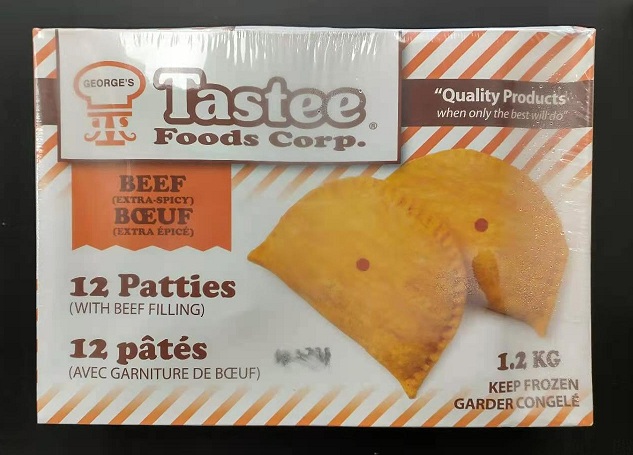 GEORGE'S
Tastee®
Foods Corp.
"Quality Products
when only the best will do"
BEEF
(EXTRA-SPICY)
BŒUF
(EXTRA ÉPICÉ)
12 Patties
(WITH BEEF FILLING)
12 pâtés
(AVEC GARNITURE DE BŒUF)
1.2 KG
KEEP FROZEN
GARDER CONGELÉ